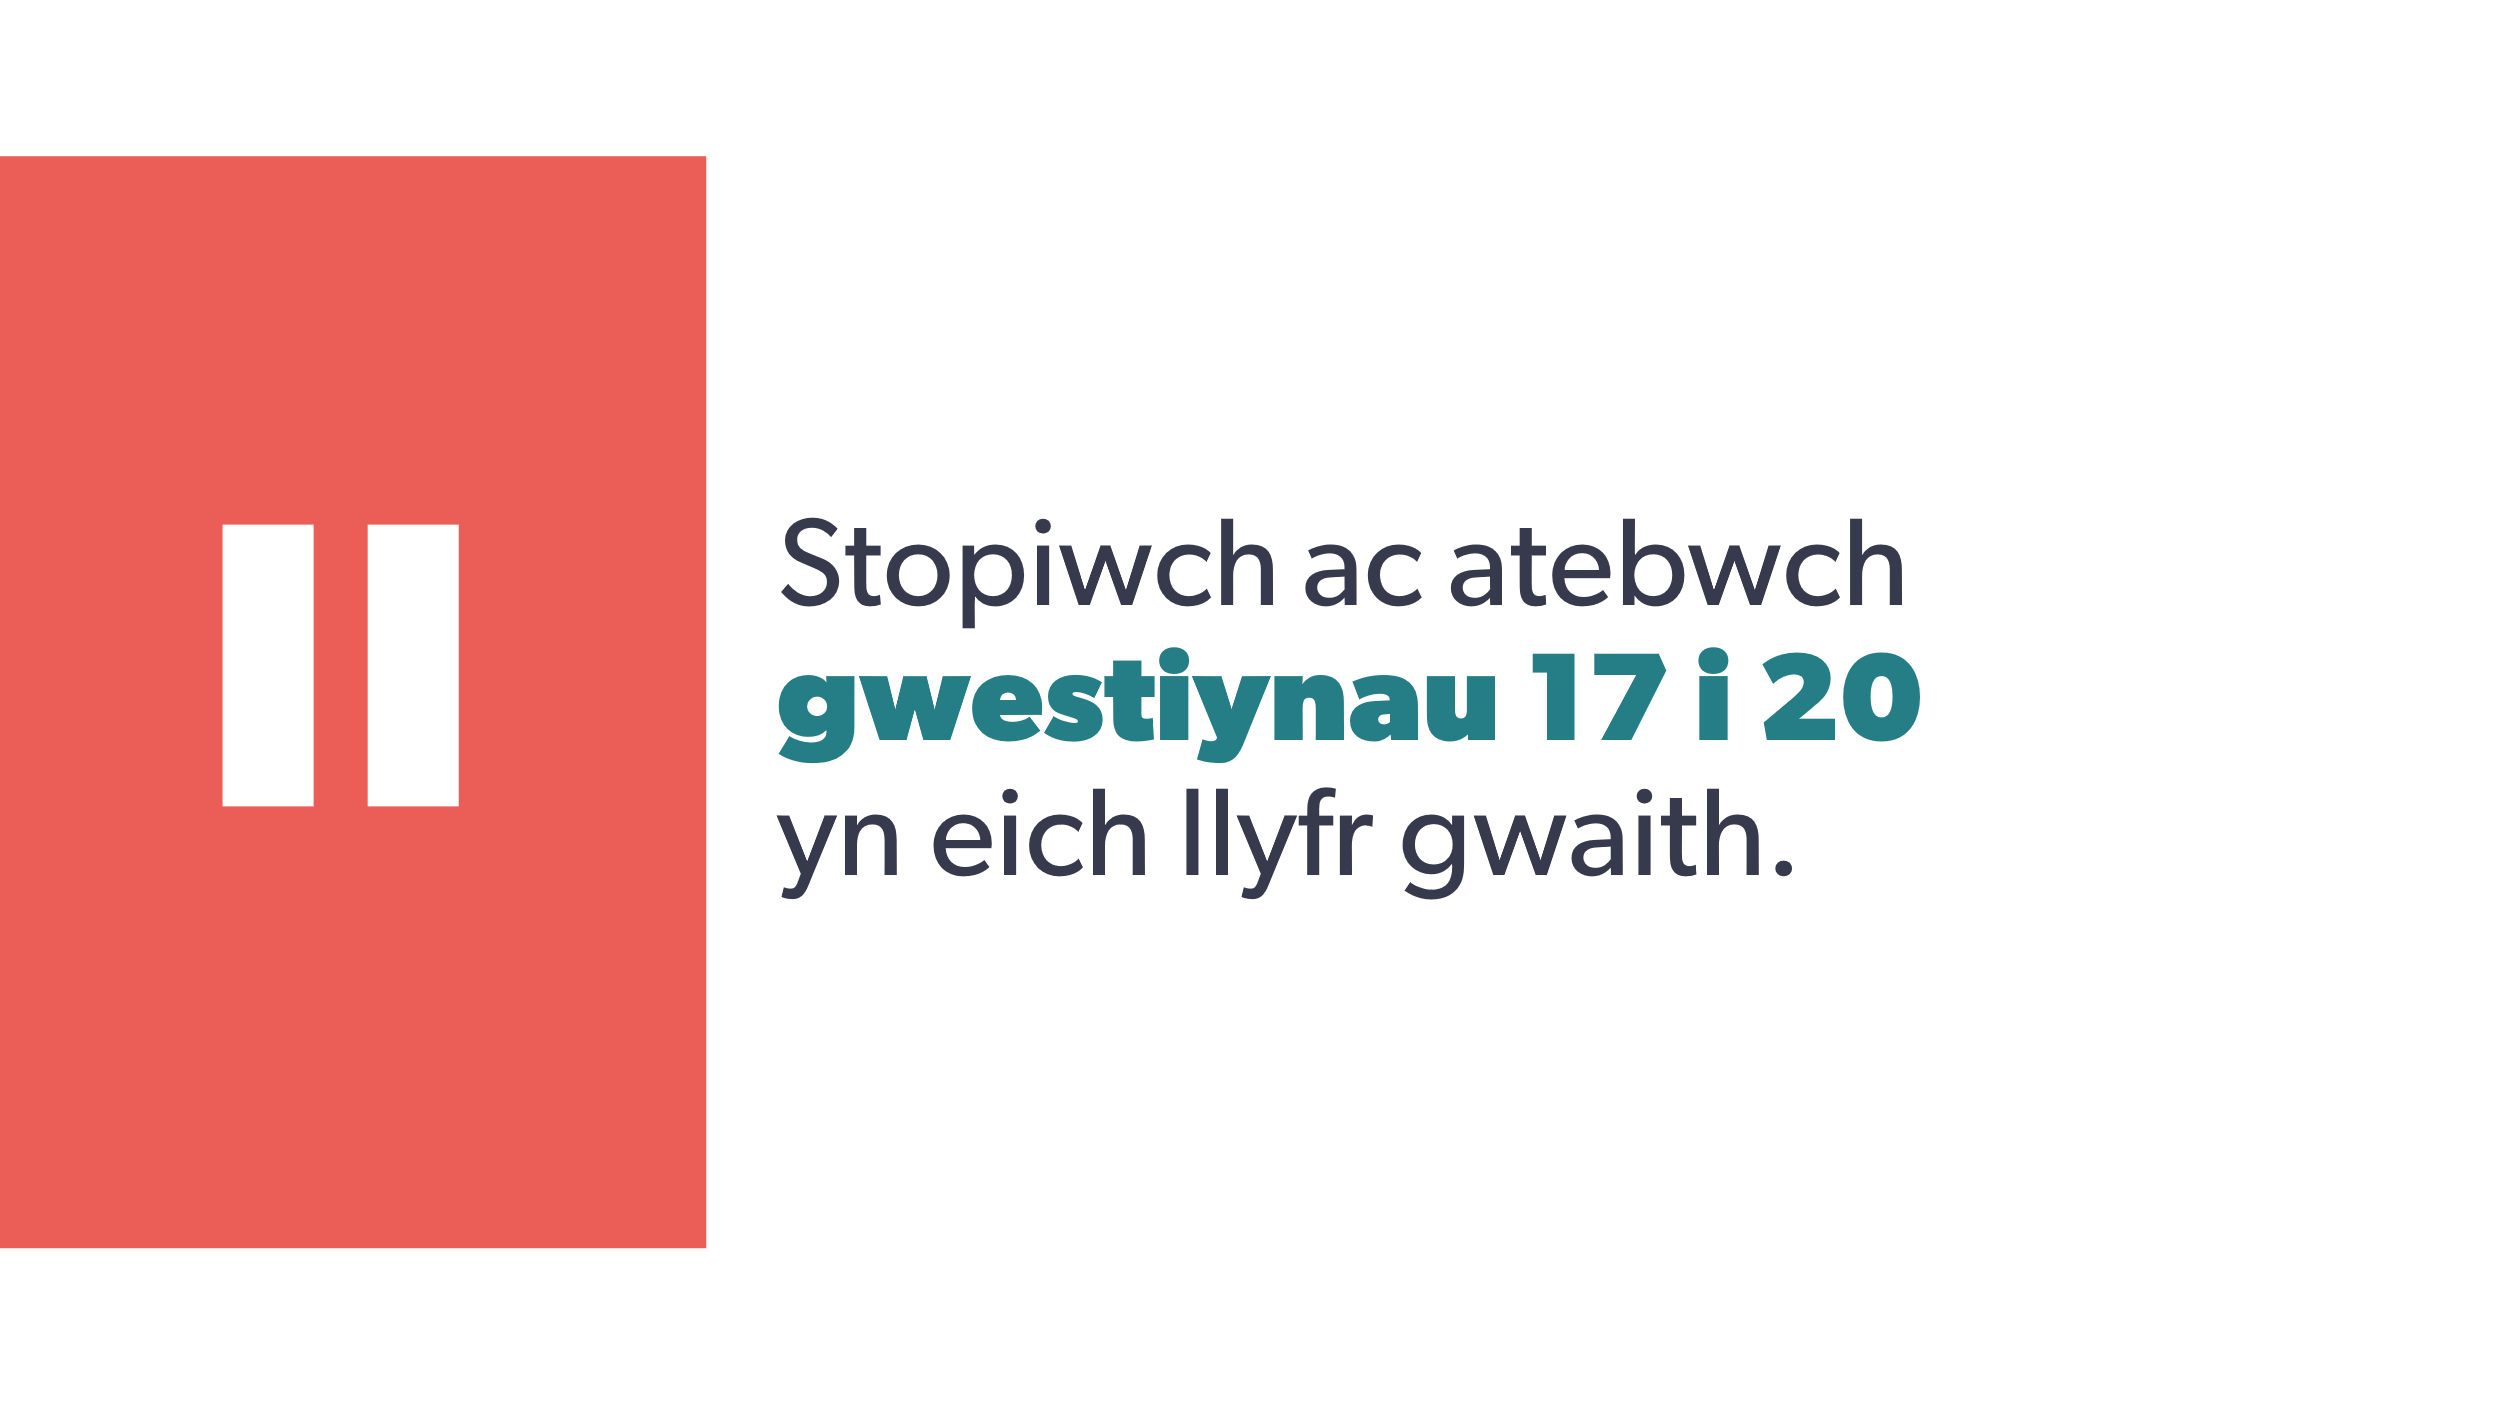 Stopiwch ac atebwch
gwestiynau 17 i 20
yn eich llyfr gwaith.